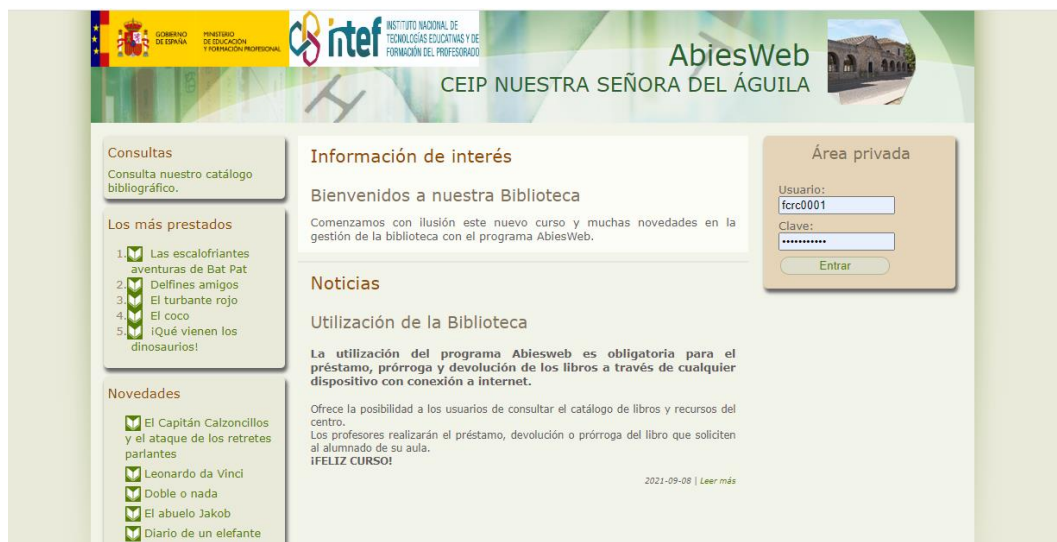 GOBIERNO
DE ESPAÑA
MINISTERIO
DE EDUCACIÓN
Y FORMACIÓN PROFESIONAL
intef
INSTITUTO NACIONAL DE
TECNOLOGÍAS EDUCATIVAS Y DE
FORMACIÓN DEL PROFESORADO
AbiesWeb
CEIP NUESTRA SEÑORA DEL ÁGUILA
Consultas
Consulta nuestro catálogo
bibliográfico.
Los más prestados
1. Las escalofriantes
aventuras de Bat Pat
2. Delfines amigos
3. El turbante rojo
4. El coco
5. ¡Qué vienen los
dinosaurios!
Novedades
El Capitán Calzoncillos
y el ataque de los retretes
parlantes
Leonardo da Vinci
Doble o nada
El abuelo Jakob
Diario de un elefante
Información de interés
Bienvenidos a nuestra Biblioteca
Comenzamos con ilusión este nuevo curso y muchas novedades en la
gestión de la biblioteca con el programa AbiesWeb.
Noticias
Utilización de la Biblioteca
La utilización del programa Abiesweb es obligatoria para el
préstamo, prórroga y devolución de los libros a través de cualquier
dispositivo con conexión a internet.
Ofrece la posibilidad a los usuarios de consultar el catálogo de libros y recursos del
centro.
Los profesores realizarán el préstamo, devolución o prórroga del libro que soliciten
al alumnado de su aula.
¡FELIZ CURSO!
2021-09-08 | Leer más
Área privada
Usuario:
fcrc0001
Clave:
•••••••••••
Entrar